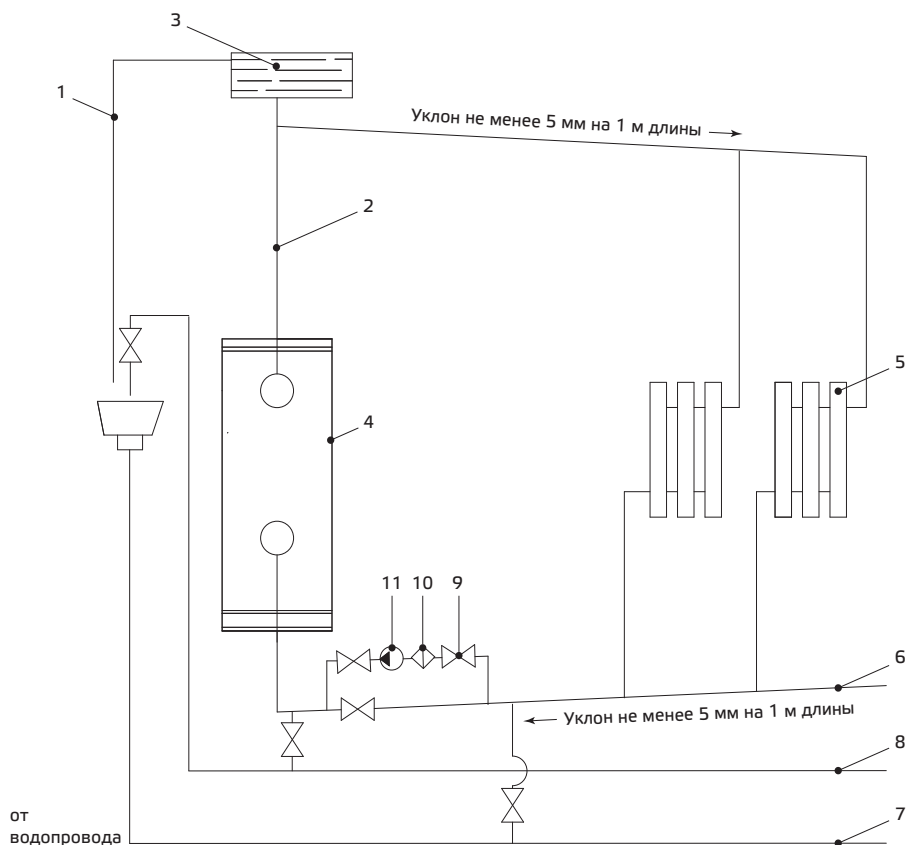 3
1
Уклон не менее 5 мм на 1 м длины
2
5
4
11 10 9
6
Уклон не менее 5 мм на 1 м длины
8
от
водопровода
7